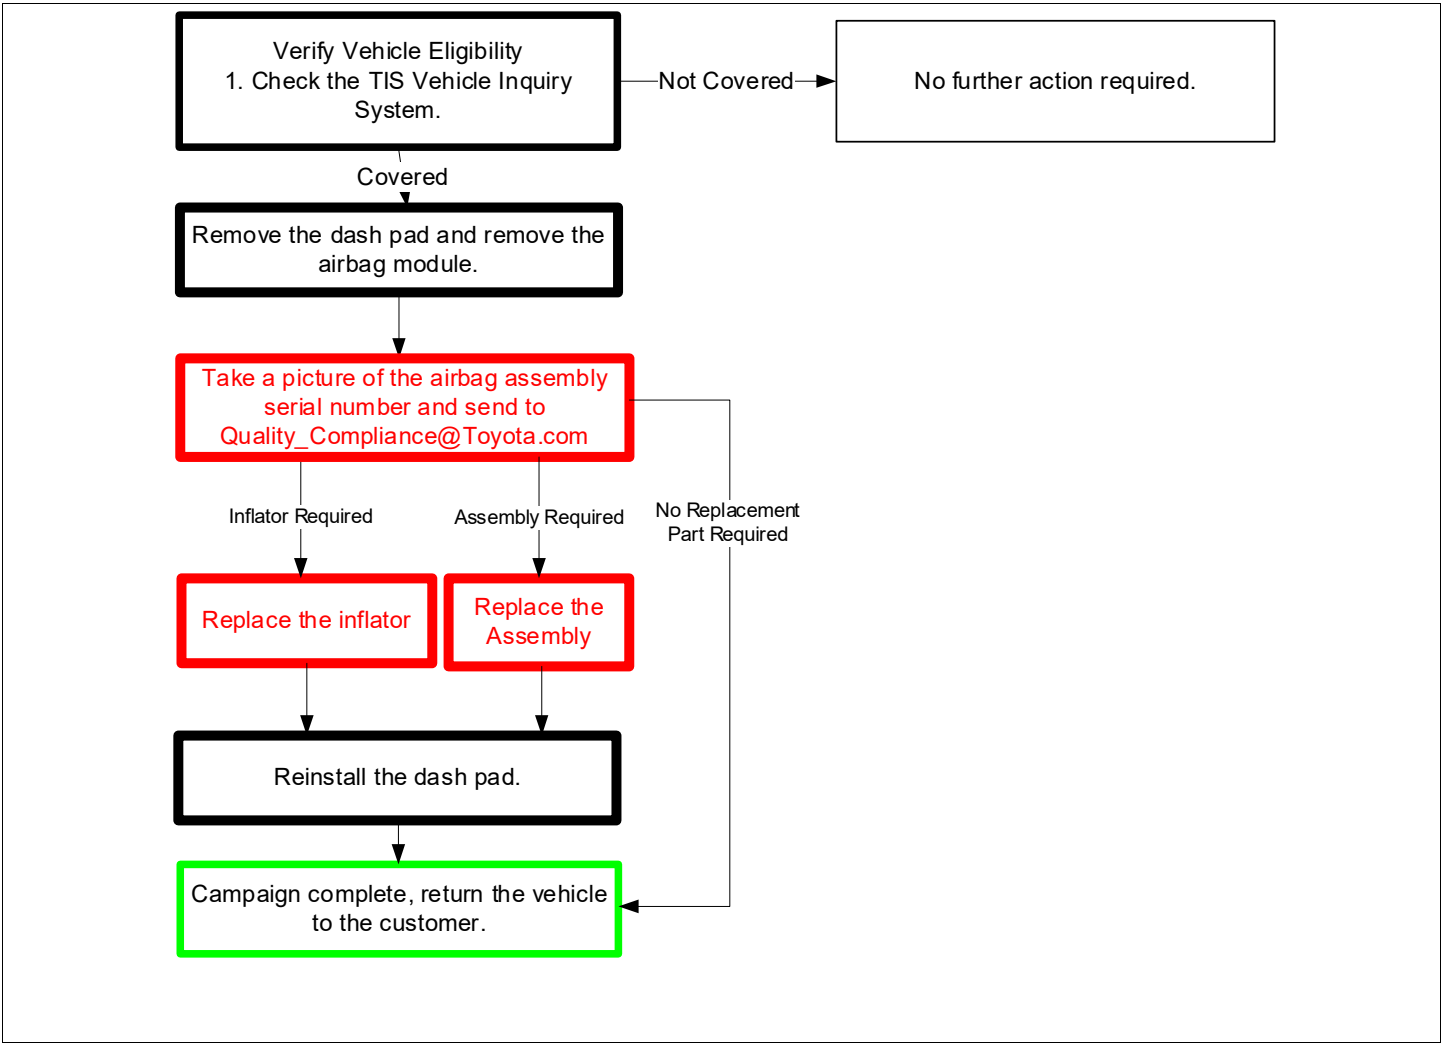 Verify Vehicle Eligibility
1. Check the TIS Vehicle Inquiry
System.
Not Covered
No further action required.
Covered
Remove the dash pad and remove the
airbag module.
Take a picture of the airbag assembly
serial number and send to
Quality_Compliance@Toyota.com
Inflator Required
Assembly Required
No Replacement
Part Required
Replace the inflator
Replace the
Assembly
Reinstall the dash pad.
Campaign complete, return the vehicle
to the customer.